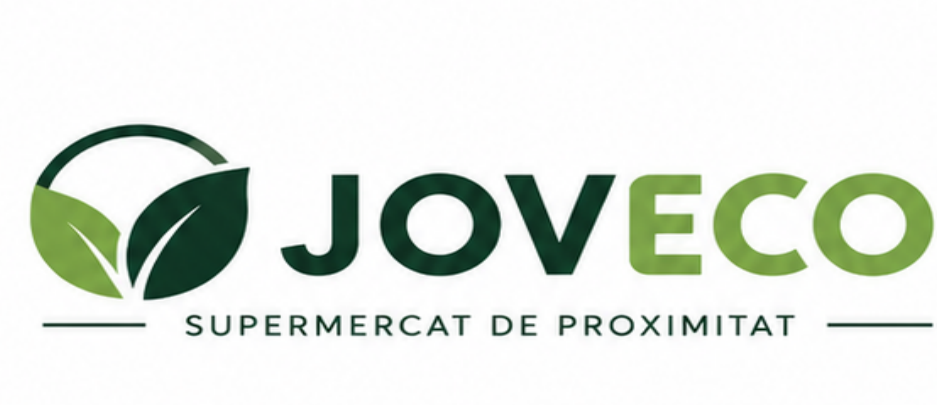 JOVECO
SUPERMERCAT DE PROXIMITAT